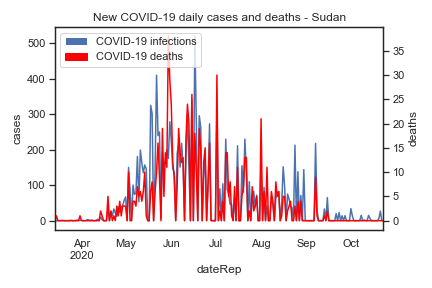 New COVID-19 daily cases and deaths - Sudan
COVID-19 infections
COVID-19 deaths
500
400
300
200
100
0
cases
35
30
25
20
15
10
5
0
deaths
Apr May Jun Jul Aug Sep Oct
2020
dateRep